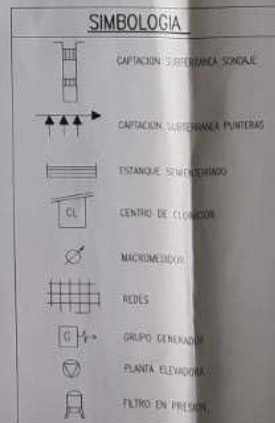 SIMBOLOGIA
CAPTACION SUBTERRANEA SONDAJE
CAPTACION SUBTERRANEA PUNTERAS
ESTANQUE SEMIENTERRADO
CL
CENTRO DE CLORACION
MACROMEDIDOR
REDES
G
GRUPO GENERADOR
PLANTA ELEVADORA
FILTRO EN PRESION